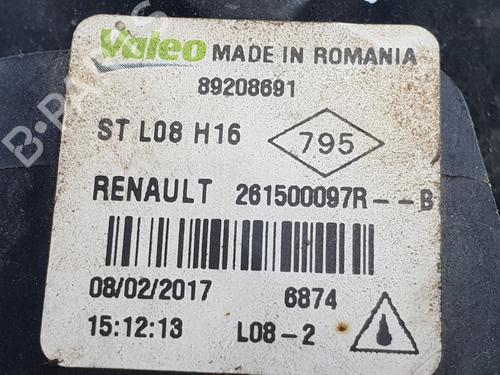 Valeo MADE IN ROMANIA
89208691
ST L08 H16 795
RENAULT 261500097R--B
08/02/2017 6874
15:12:13 L08-2